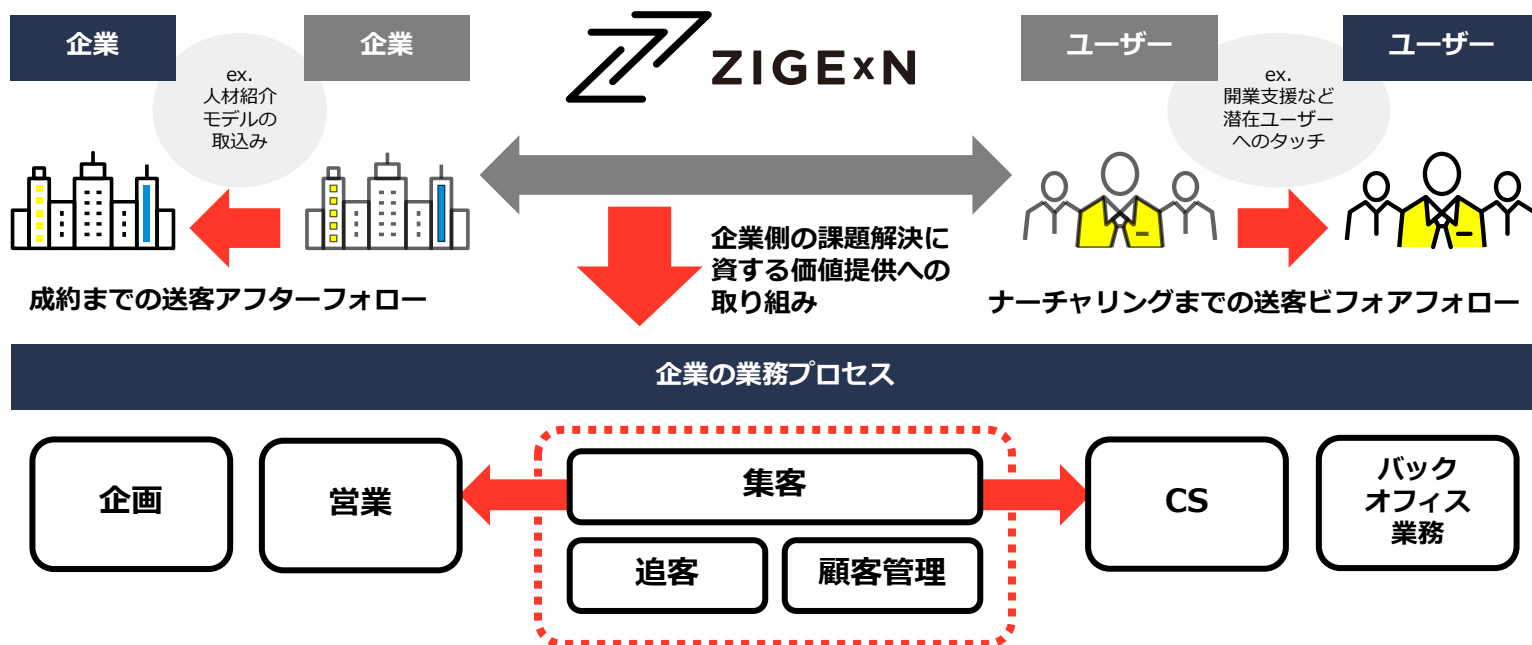 企業
企業
ZIGExN
ユーザー
ユーザー
ex.
人材紹介
モデルの
取込み
ex.
開業支援など
潜在ユーザー
へのタッチ
企業側の課題解決に
資する価値提供への
取り組み
成約までの送客アフターフォロー
ナーチャリングまでの送客ビフォアフォロー
企業の業務プロセス
企画
営業
集客
追客
顧客管理
CS
バック
オフィス
業務